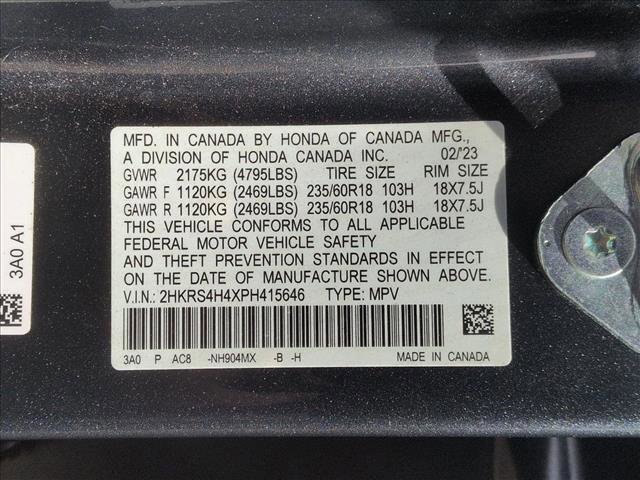 MFD. IN CANADA BY HONDA OF CANADA MFG.,
A DIVISION OF HONDA CANADA INC. 02/'23
GVWR 2175KG (4795LBS) TIRE SIZE RIM SIZE
GAWR F 1120KG (2469LBS) 235/60R18 103H 18X7.5J
GAWR R 1120KG (2469LBS) 235/60R18 103H 18X7.5J
THIS VEHICLE CONFORMS TO ALL APPLICABLE
FEDERAL MOTOR VEHICLE SAFETY
AND THEFT PREVENTION STANDARDS IN EFFECT
ON THE DATE OF MANUFACTURE SHOWN ABOVE.
V.I.N.: 2HKRS4H4XPH415646 TYPE: MPV
3A0 P AC8 -NH904MX -B -H MADE IN CANADA
3A0 A1